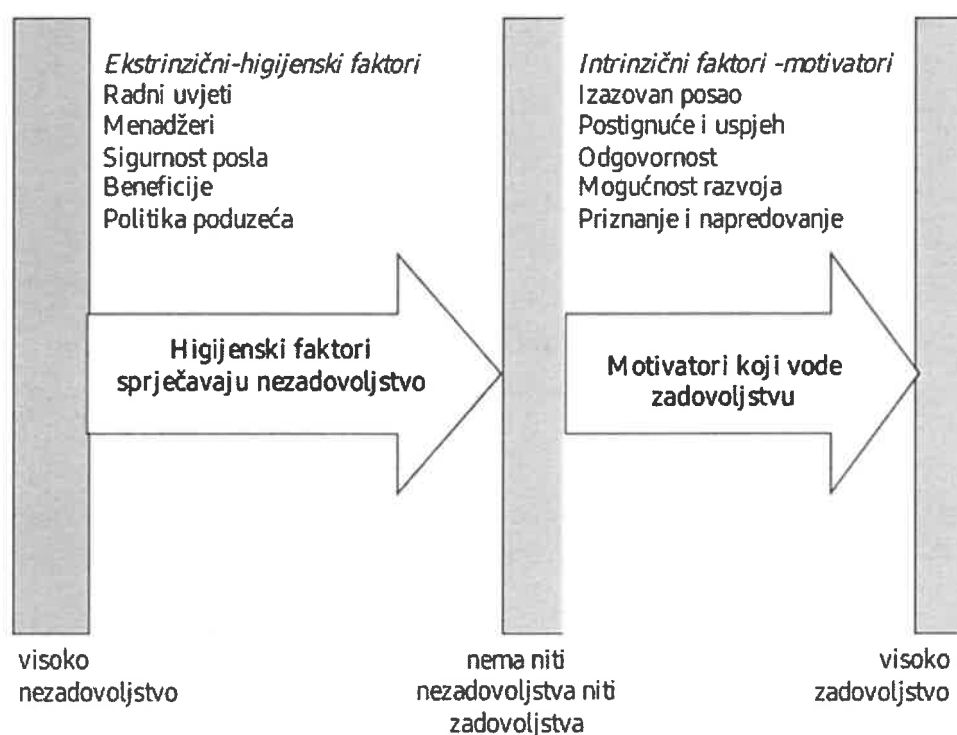 Ekstrinzični-higijenski faktori
Radni uvjeti
Menadžeri
Sigurnost posla
Beneficije
Politika poduzeća
Intrinzični faktori -motivatori
Izazovan posao
Postignuće i uspjeh
Odgovornost
Mogućnost razvoja
Priznanje i napredovanje
Higijenski faktori
sprječavaju nezadovoljstvo
Motivatori koji vode
zadovoljstvu
visoko
nezadovoljstvo
nema niti
nezadovoljstva niti
zadovoljstva
visoko
zadovoljstvo